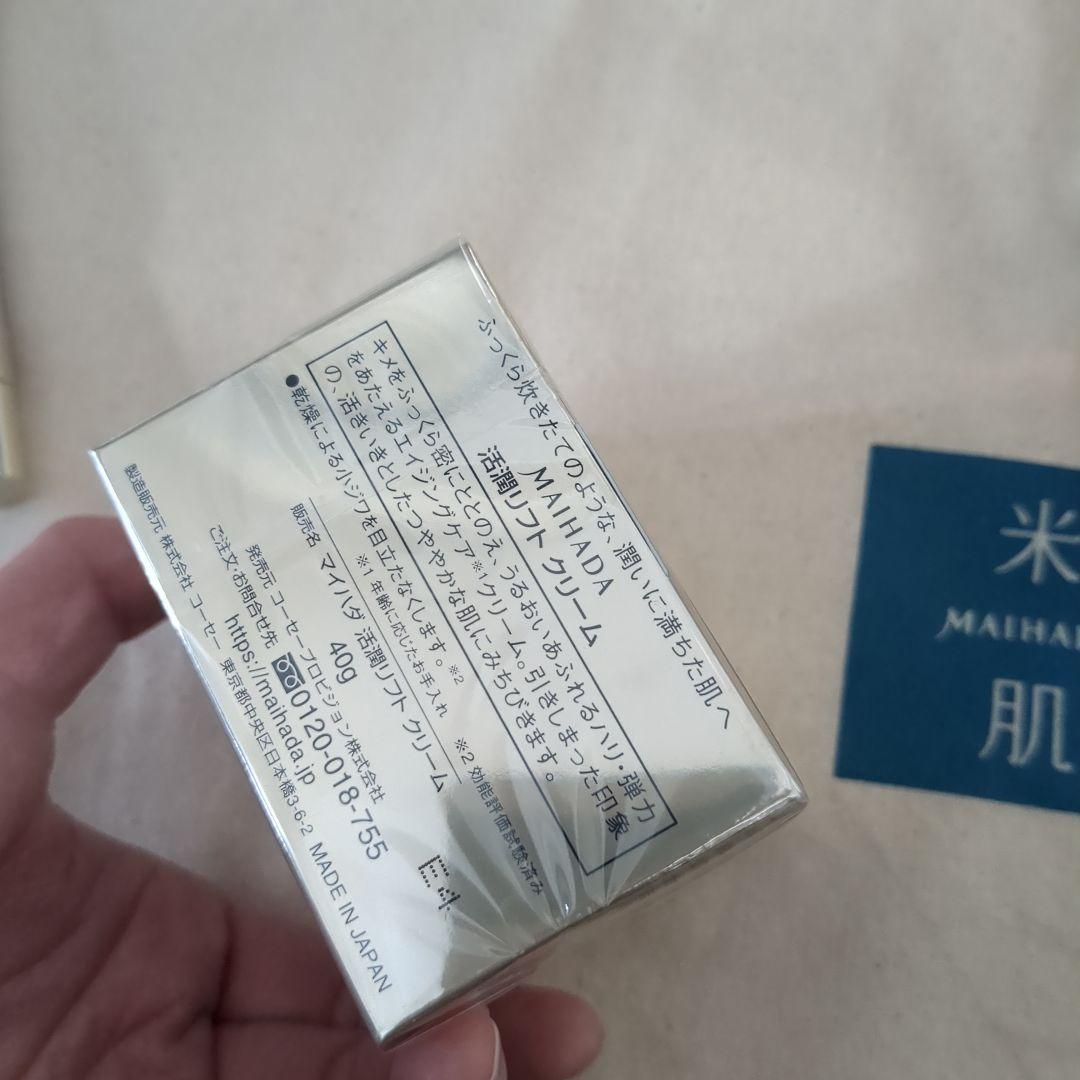 ふっくら炊きたてのような、潤いに満ちた肌へ
MAIHADA
活潤リフト クリーム
キメをふっくら密にととのえ、うるおいあふれるハリ・弾力
をあたえるエイジングケア※1クリーム。引きしまった印象
の、活きいきとしたつややかな肌にみちびきます。
●乾燥による小ジワを目立たなくします。※2
※1 年齢に応じたお手入れ ※2 効能評価試験済み
販売名 マイハダ 活潤リフト クリーム
40g
発売元 コーセープロビジョン株式会社
ご注文・お問合せ先 0120-018-755
https://maihada.jp
製造販売元 株式会社 コーセー 東京都中央区日本橋3-6-2 MADE IN JAPAN
米
肌